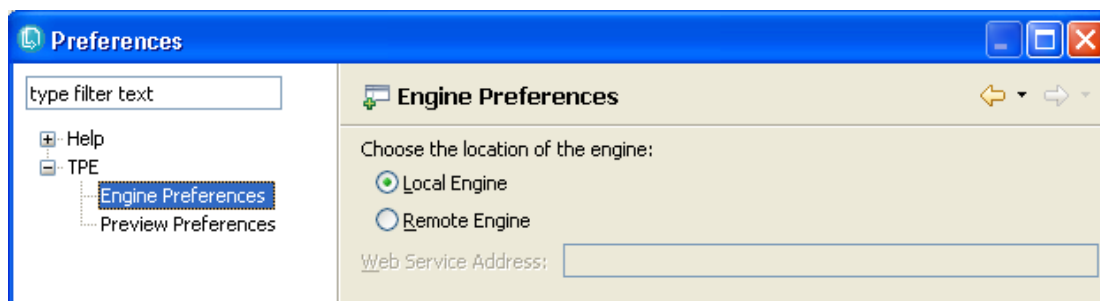 Preferences
type filter text
Help
TPE
Engine Preferences
Preview Preferences
Engine Preferences
Choose the location of the engine:
Local Engine
Remote Engine
Web Service Address: